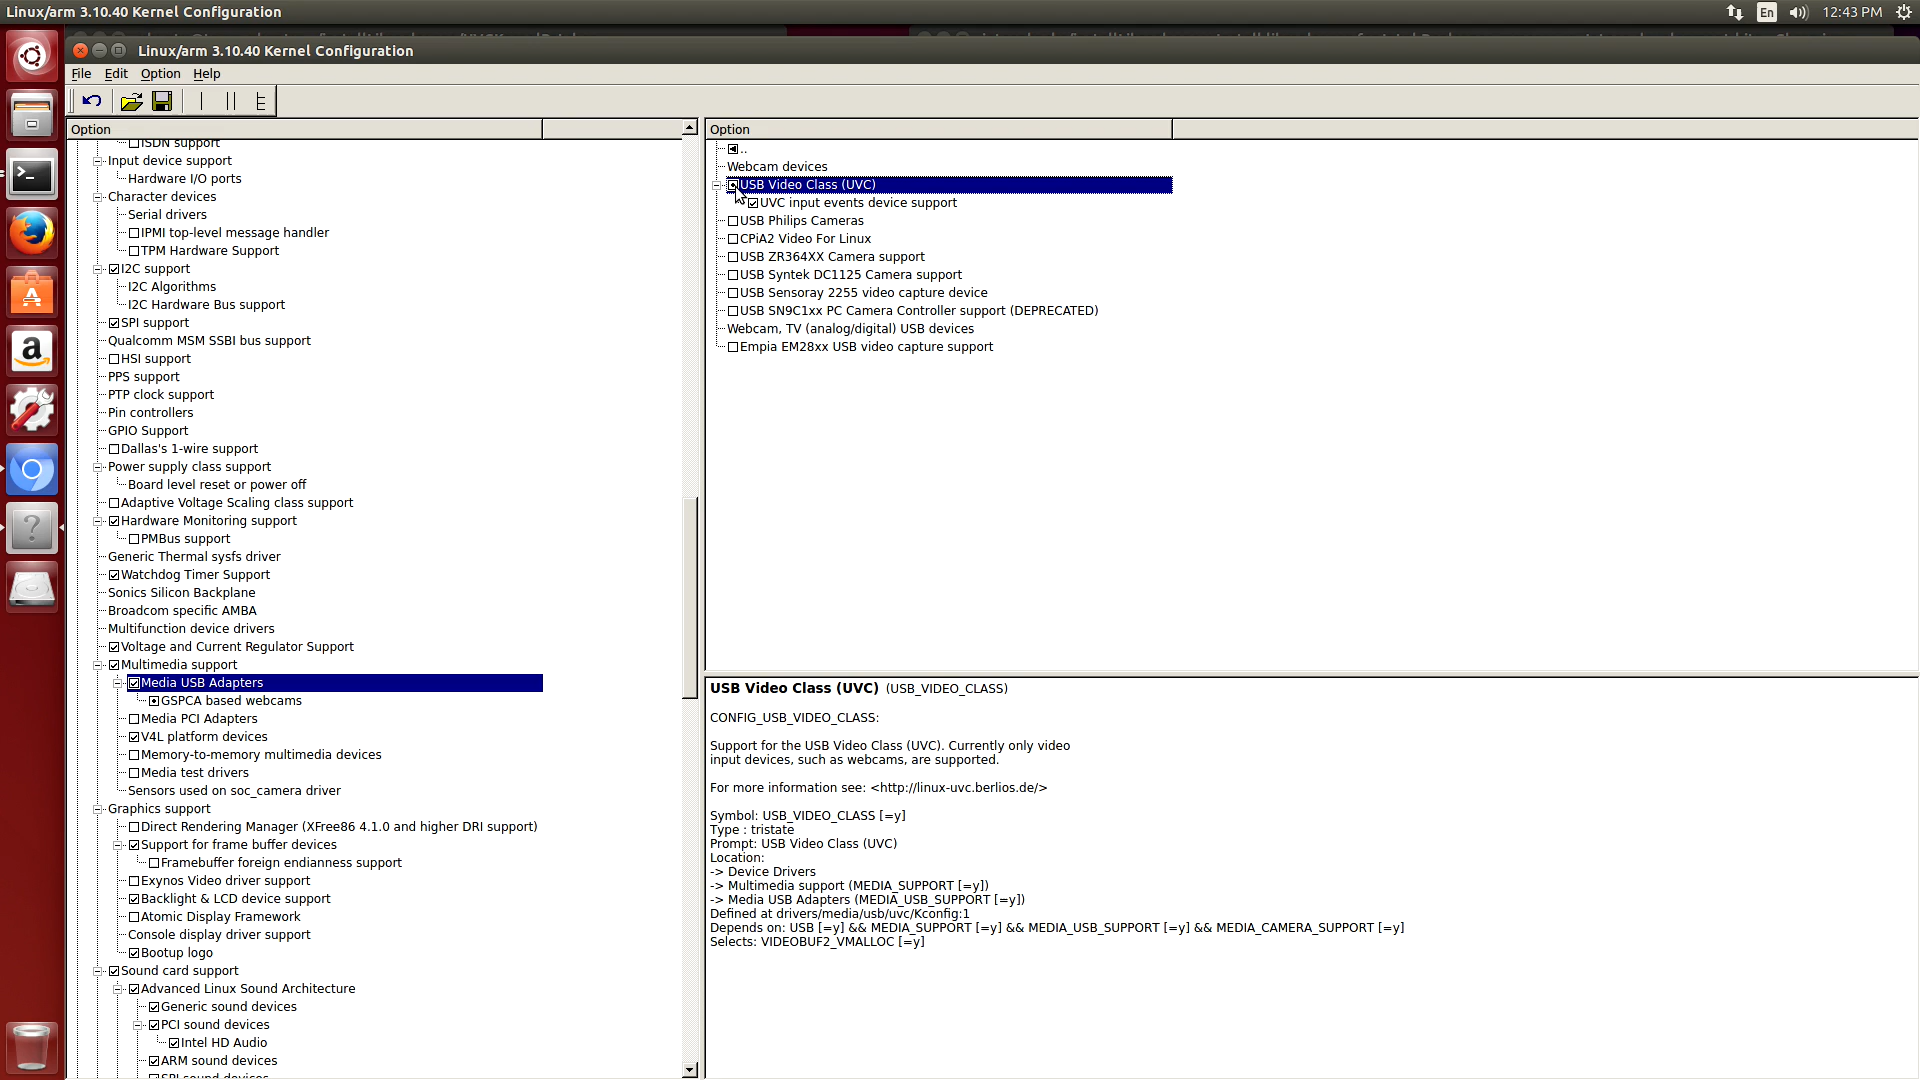 Linux/arm 3.10.40 Kernel Configuration
En
12:43 PM
Linux/arm 3.10.40 Kernel Configuration
File Edit Option Help
Option
ISDN support
Input device support
Hardware I/O ports
Character devices
Serial drivers
IPMI top-level message handler
TPM Hardware Support
I2C support
I2C Algorithms
I2C Hardware Bus support
SPI support
Qualcomm MSM SSBI bus support
HSI support
PPS support
PTP clock support
Pin controllers
GPIO Support
Dallas's 1-wire support
Power supply class support
Board level reset or power off
Adaptive Voltage Scaling class support
Hardware Monitoring support
PMBus support
Generic Thermal sysfs driver
Watchdog Timer Support
Sonics Silicon Backplane
Broadcom specific AMBA
Multifunction device drivers
Voltage and Current Regulator Support
Multimedia support
Media USB Adapters
GSPCA based webcams
Media PCI Adapters
V4L platform devices
Memory-to-memory multimedia devices
Media test drivers
Sensors used on soc_camera driver
Graphics support
Direct Rendering Manager (XFree86 4.1.0 and higher DRI support)
Support for frame buffer devices
Framebuffer foreign endianness support
Exynos Video driver support
Backlight & LCD device support
Atomic Display Framework
Console display driver support
Bootup logo
Sound card support
Advanced Linux Sound Architecture
Generic sound devices
PCI sound devices
Intel HD Audio
ARM sound devices
SPI sound devices
Option
..
Webcam devices
USB Video Class (UVC)
UVC input events device support
USB Philips Cameras
CPiA2 Video For Linux
USB ZR364XX Camera support
USB Syntek DC1125 Camera support
USB Sensoray 2255 video capture device
USB SN9C1xx PC Camera Controller support (DEPRECATED)
Webcam, TV (analog/digital) USB devices
Empia EM28xx USB video capture support
USB Video Class (UVC) (USB_VIDEO_CLASS)
CONFIG_USB_VIDEO_CLASS:
Support for the USB Video Class (UVC). Currently only video
input devices, such as webcams, are supported.
For more information see: <http://linux-uvc.berlios.de/>
Symbol: USB_VIDEO_CLASS [=y]
Type : tristate
Prompt: USB Video Class (UVC)
Location:
-> Device Drivers
-> Multimedia support (MEDIA_SUPPORT [=y])
-> Media USB Adapters (MEDIA_USB_SUPPORT [=y])
Defined at drivers/media/usb/uvc/Kconfig:1
Depends on: USB [=y] && MEDIA_SUPPORT [=y] && MEDIA_USB_SUPPORT [=y] && MEDIA_CAMERA_SUPPORT [=y]
Selects: VIDEOBUF2_VMALLOC [=y]